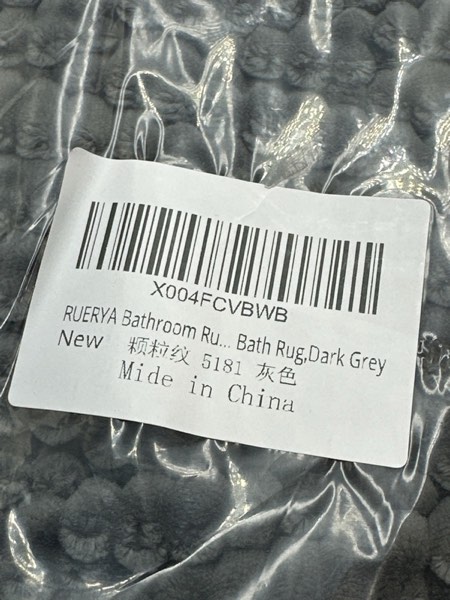 X004FCVBWB
RUERYA Bathroom Ru... Bath Rug,Dark Grey
New 颗粒纹 5181 灰色
Mide in China